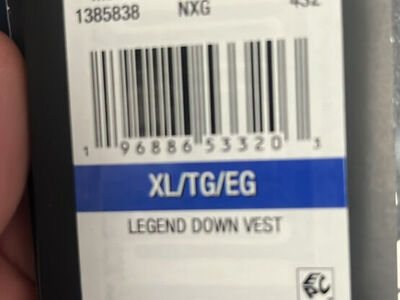 1385838 NXG 432
1 96886 53320 3
XL/TG/EG
LEGEND DOWN VEST